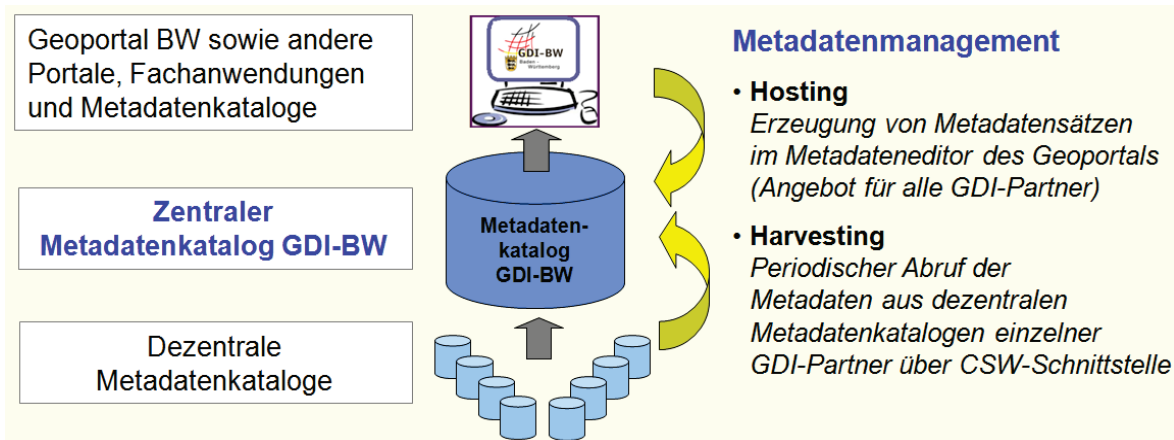 Geoportal BW sowie andere
Portale, Fachanwendungen
und Metadatenkataloge
Zentraler
Metadatenkatalog GDI-BW
Dezentrale
Metadatenkataloge
GDI-BW
Baden -
Württemberg
Metadaten-
katalog
GDI-BW
Metadatenmanagement
• Hosting
Erzeugung von Metadatensätzen
im Metadateneditor des Geoportals
(Angebot für alle GDI-Partner)
• Harvesting
Periodischer Abruf der
Metadaten aus dezentralen
Metadatenkatalogen einzelner
GDI-Partner über CSW-Schnittstelle